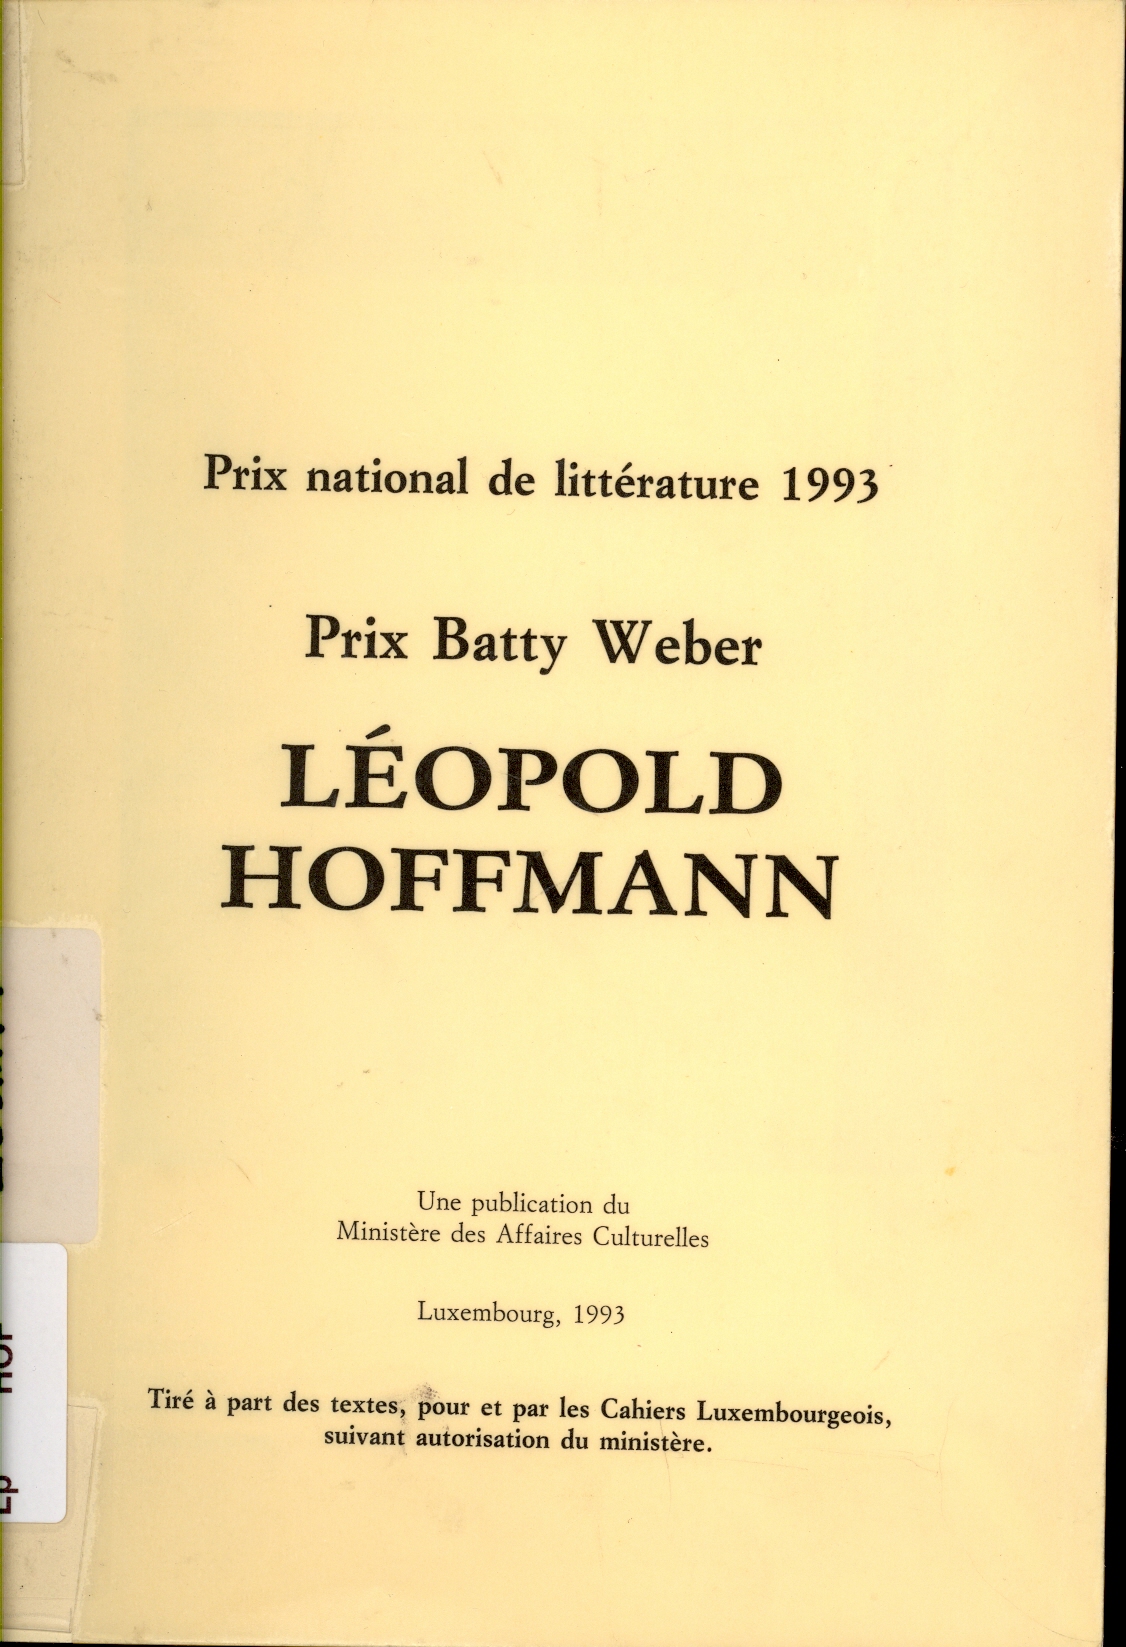 Prix national de littérature 1993
Prix Batty Weber
LÉOPOLD
HOFFMANN
Une publication du
Ministère des Affaires Culturelles
Luxembourg, 1993
Tiré à part des textes, pour et par les Cahiers Luxembourgeois,
suivant autorisation du ministère.
HOF